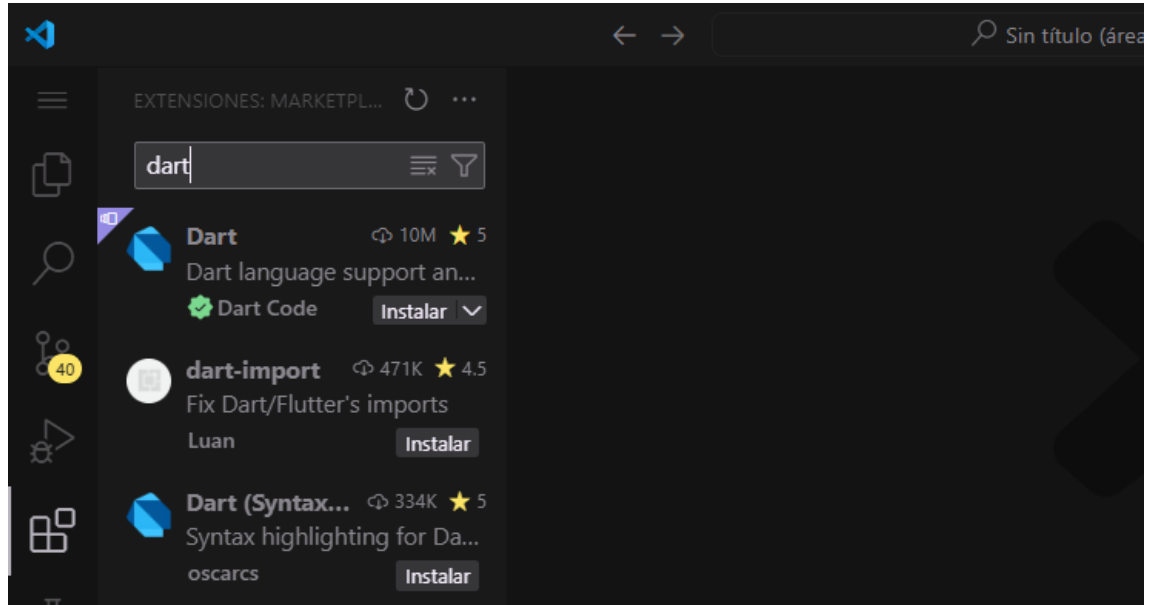 Sin título (área
EXTENSIONES: MARKETPL...
dart
Dart 10M 5
Dart language support an...
Dart Code Instalar
40
dart-import 471K 4.5
Fix Dart/Flutter's imports
Luan Instalar
Dart (Syntax... 334K 5
Syntax highlighting for Da...
oscarcs Instalar